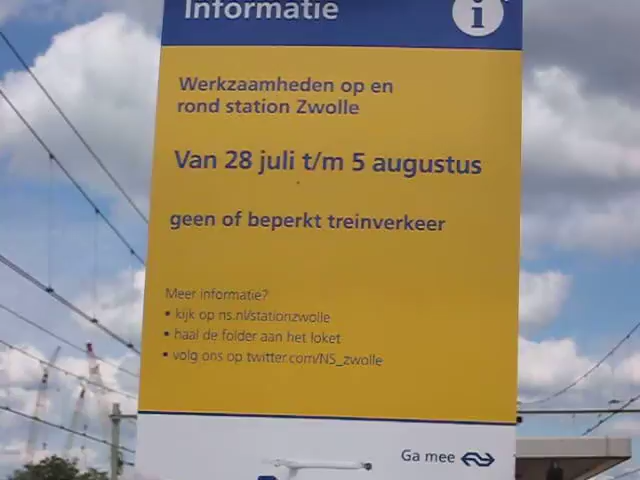 Informatie
i
Werkzaamheden op en
rond station Zwolle
Van 28 juli t/m 5 augustus
geen of beperkt treinverkeer
Meer informatie?
• kijk op ns.nl/stationzwolle
• haal de folder aan het loket
• volg ons op twitter.com/NS_zwolle
Ga mee